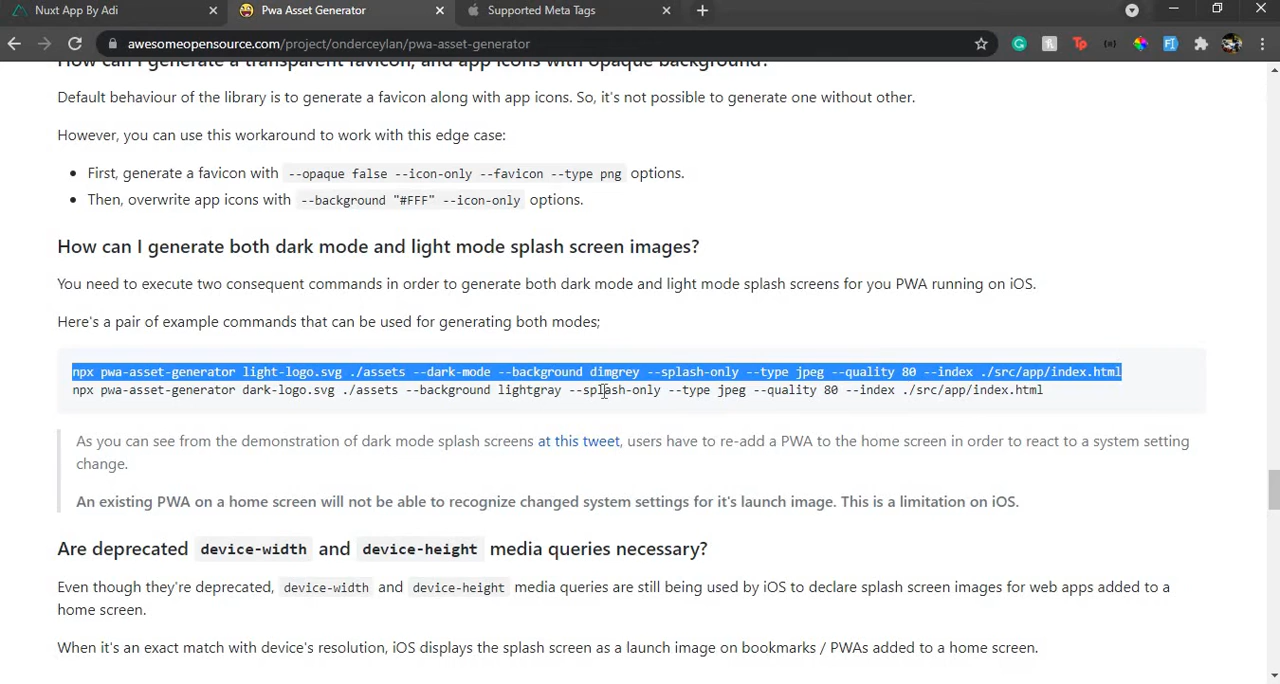 Nuxt App By Adi
Pwa Asset Generator
Supported Meta Tags
awesomeopensource.com/project/onderceylan/pwa-asset-generator
How can I generate a transparent favicon, and app icons with opaque background?
Default behaviour of the library is to generate a favicon along with app icons. So, it's not possible to generate one without other.
However, you can use this workaround to work with this edge case:
First, generate a favicon with --opaque false --icon-only --favicon --type png options.
Then, overwrite app icons with --background "#FFF" --icon-only options.
How can I generate both dark mode and light mode splash screen images?
You need to execute two consequent commands in order to generate both dark mode and light mode splash screens for you PWA running on iOS.
Here's a pair of example commands that can be used for generating both modes;
npx pwa-asset-generator light-logo.svg ./assets --dark-mode --background dimgrey --splash-only --type jpeg --quality 80 --index ./src/app/index.html
npx pwa-asset-generator dark-logo.svg ./assets --background lightgray --splash-only --type jpeg --quality 80 --index ./src/app/index.html
As you can see from the demonstration of dark mode splash screens at this tweet, users have to re-add a PWA to the home screen in order to react to a system setting
change.
An existing PWA on a home screen will not be able to recognize changed system settings for it's launch image. This is a limitation on iOS.
Are deprecated device-width and device-height media queries necessary?
Even though they're deprecated, device-width and device-height media queries are still being used by iOS to declare splash screen images for web apps added to a
home screen.
When it's an exact match with device's resolution, iOS displays the splash screen as a launch image on bookmarks / PWAs added to a home screen.